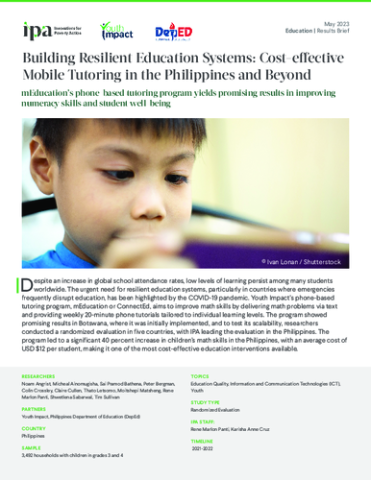 ipa
Innovations for
Poverty Action
Youth
Impact
DepED
May 2023
Education | Results Brief
Building Resilient Education Systems: Cost-effective
Mobile Tutoring in the Philippines and Beyond
mEducation's phone-based tutoring program yields promising results in improving
numeracy skills and student well-being
© Ivan Lonan / Shutterstock
Despite an increase in global school attendance rates, low levels of learning persist among many students
worldwide. The urgent need for resilient education systems, particularly in countries where emergencies
frequently disrupt education, has been highlighted by the COVID-19 pandemic. Youth Impact's phone-based
tutoring program, mEducation or ConnectEd, aims to improve math skills by delivering math problems via text
and providing weekly 20-minute phone tutorials tailored to individual learning levels. The program showed
promising results in Botswana, where it was initially implemented, and to test its scalability, researchers
conducted a randomized evaluation in five countries, with IPA leading the evaluation in the Philippines. The
program led to a significant 40 percent increase in children's math skills in the Philippines, with an average cost of
USD $12 per student, making it one of the most cost-effective education interventions available.
RESEARCHERS
Noam Angrist, Micheal Ainomugisha, Sai Pramod Bathena, Peter Bergman,
Colin Crossley, Claire Cullen, Thato Letsomo, Moitshepi Matsheng, Rene
Marlon Panti, Shwetlena Sabarwal, Tim Sullivan
PARTNERS
Youth Impact, Philippines Department of Education (DepEd)
COUNTRY
Philippines
SAMPLE
3,492 households with children in grades 3 and 4
TOPICS
Education Quality, Information and Communication Technologies (ICT),
Youth
STUDY TYPE
Randomized Evaluation
IPA STAFF
Rene Marlon Panti, Karisha Anne Cruz
TIMELINE
2021-2022